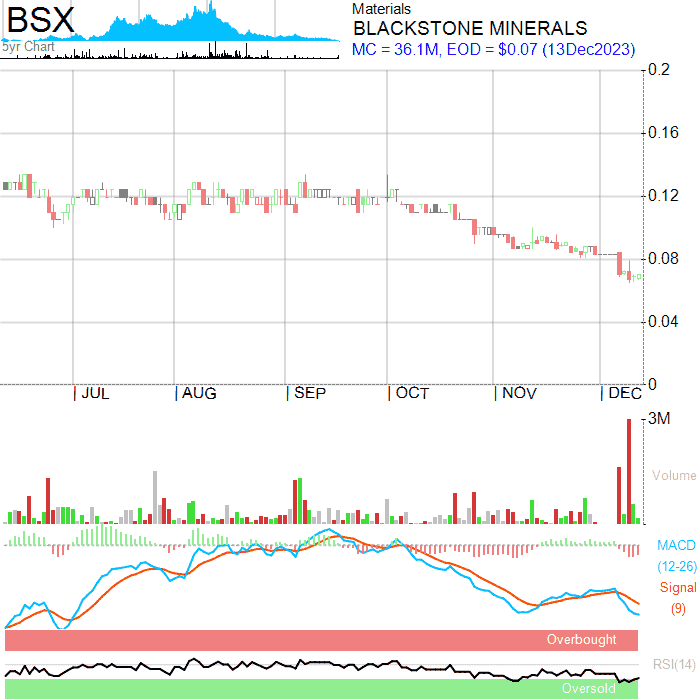 BSX
5yr Chart
Materials
BLACKSTONE MINERALS
MC = 36.1M, EOD = $0.07 (13Dec2023)
0.2
0.16
0.12
0.08
0.04
0
JUL AUG SEP OCT NOV DEC
3M
Volume
MACD
(12-26)
Signal
(9)
Overbought
RSI(14)
Oversold